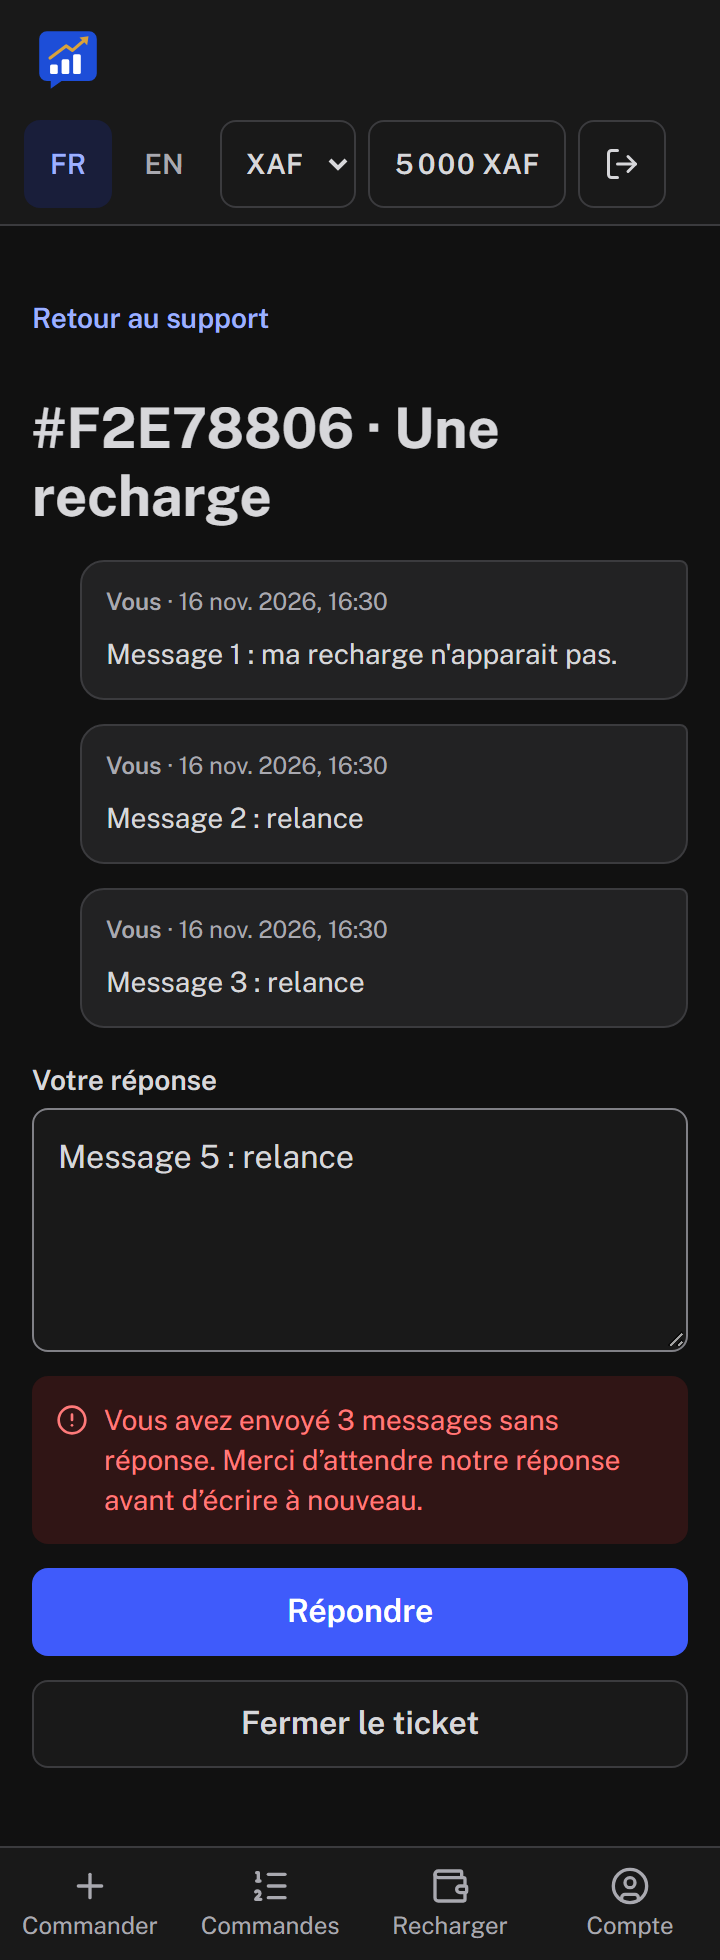 FR EN XAF 5 000 XAF
Retour au support
#F2E78806 · Une
recharge
Vous · 16 nov. 2026, 16:30
Message 1 : ma recharge n'apparait pas.
Vous · 16 nov. 2026, 16:30
Message 2 : relance
Vous · 16 nov. 2026, 16:30
Message 3 : relance
Votre réponse
Message 5 : relance
Vous avez envoyé 3 messages sans
réponse. Merci d’attendre notre réponse
avant d’écrire à nouveau.
Répondre
Fermer le ticket
Commander Commandes Recharger Compte